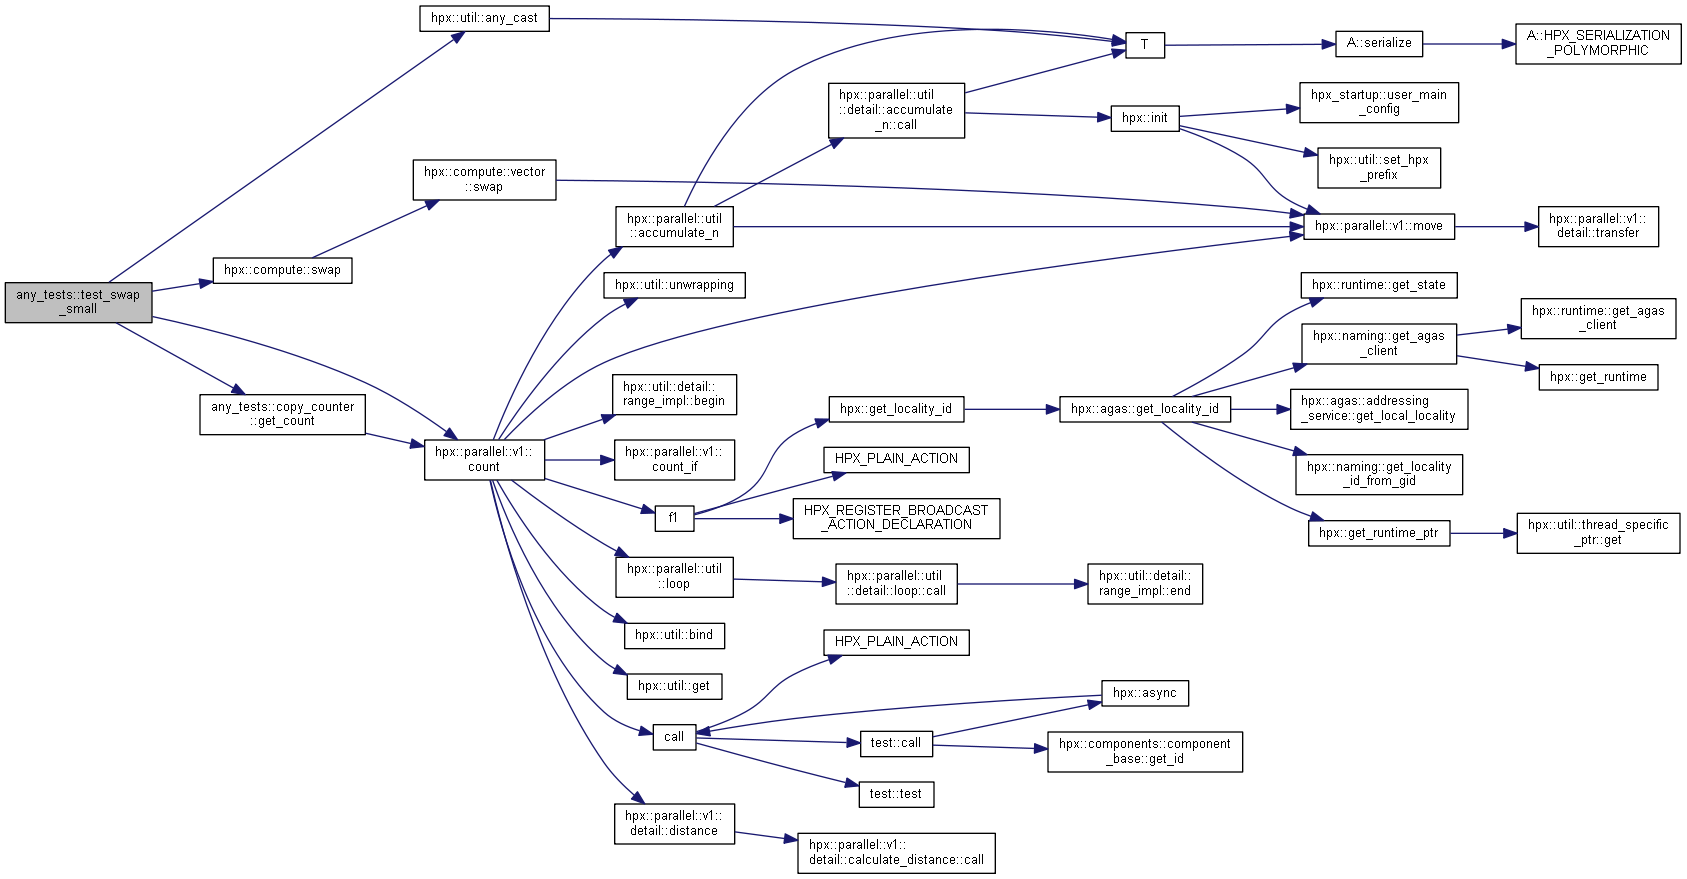 any_tests::test_swap
_small
hpx::util::any_cast
hpx::compute::vector
::swap
hpx::compute::swap
any_tests::copy_counter
::get_count
hpx::parallel::v1::
count
hpx::parallel::util
::accumulate_n
hpx::util::unwrapping
hpx::util::detail::
range_impl::begin
hpx::parallel::v1::
count_if
f1
hpx::parallel::util
::loop
hpx::util::bind
hpx::util::get
call
hpx::parallel::v1::
detail::distance
hpx::parallel::util
::detail::accumulate
_n::call
hpx::get_locality_id
HPX_PLAIN_ACTION
HPX_REGISTER_BROADCAST
_ACTION_DECLARATION
hpx::parallel::util
::detail::loop::call
HPX_PLAIN_ACTION
test::call
test::test
hpx::parallel::v1::
detail::calculate_distance::call
T
hpx::init
hpx::agas::get_locality_id
hpx::util::detail::
range_impl::end
hpx::async
hpx::components::component
_base::get_id
A::serialize
hpx_startup::user_main
_config
hpx::util::set_hpx
_prefix
hpx::parallel::v1::move
hpx::runtime::get_state
hpx::naming::get_agas
_client
hpx::agas::addressing
_service::get_local_locality
hpx::naming::get_locality
_id_from_gid
hpx::get_runtime_ptr
A::HPX_SERIALIZATION
_POLYMORPHIC
hpx::parallel::v1::
detail::transfer
hpx::runtime::get_agas
_client
hpx::get_runtime
hpx::util::thread_specific
_ptr::get